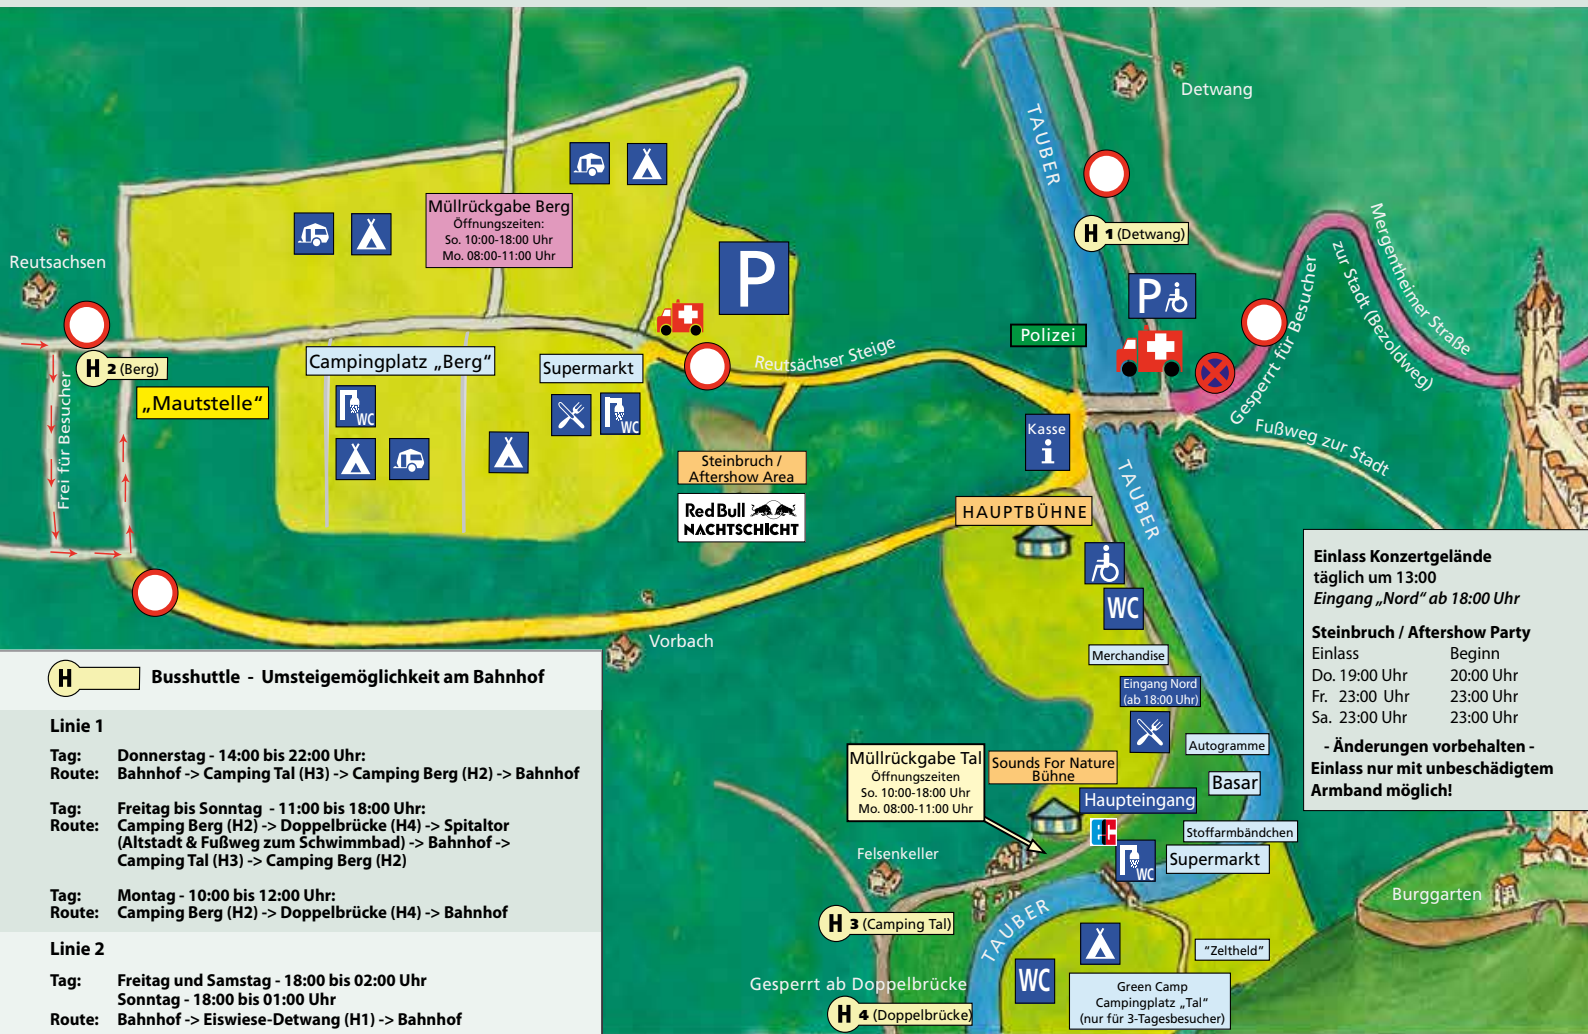 Detwang
TAUBER
H 1 (Detwang)
Mergentheimer Straße
zur Stadt (Bezoldweg)
Gesperrt für Besucher
Fußweg zur Stadt
P
Polizei
Müllrückgabe Berg
Öffnungszeiten:
So. 10:00-18:00 Uhr
Mo. 08:00-11:00 Uhr
P
Reutsachsen
H 2 (Berg)
„Mautstelle“
Frei für Besucher
Campingplatz „Berg“
WC
Supermarkt
WC
Reutsächser Steige
Steinbruch /
Aftershow Area
Red Bull
NACHTSCHICHT
Kasse
i
TAUBER
HAUPTBÜHNE
WC
Merchandise
Eingang Nord
(ab 18:00 Uhr)
Vorbach
Autogramme
Basar
Sounds For Nature
Bühne
Haupteingang
EC
Stoffarmbändchen
WC
Supermarkt
Müllrückgabe Tal
Öffnungszeiten
So. 10:00-18:00 Uhr
Mo. 08:00-11:00 Uhr
Felsenkeller
H 3 (Camping Tal)
TAUBER
Gesperrt ab Doppelbrücke
H 4 (Doppelbrücke)
WC
"Zeltheld"
Green Camp
Campingplatz „Tal“
(nur für 3-Tagesbesucher)
Burggarten
Einlass Konzertgelände
täglich um 13:00
Eingang „Nord“ ab 18:00 Uhr
Steinbruch / Aftershow Party
Einlass Beginn
Do. 19:00 Uhr 20:00 Uhr
Fr. 23:00 Uhr 23:00 Uhr
Sa. 23:00 Uhr 23:00 Uhr
- Änderungen vorbehalten -
Einlass nur mit unbeschädigtem
Armband möglich!
H Busshuttle - Umsteigemöglichkeit am Bahnhof
Linie 1
Tag: Donnerstag - 14:00 bis 22:00 Uhr:
Route: Bahnhof -> Camping Tal (H3) -> Camping Berg (H2) -> Bahnhof
Tag: Freitag bis Sonntag - 11:00 bis 18:00 Uhr:
Route: Camping Berg (H2) -> Doppelbrücke (H4) -> Spitaltor
(Altstadt & Fußweg zum Schwimmbad) -> Bahnhof ->
Camping Tal (H3) -> Camping Berg (H2)
Tag: Montag - 10:00 bis 12:00 Uhr:
Route: Camping Berg (H2) -> Doppelbrücke (H4) -> Bahnhof
Linie 2
Tag: Freitag und Samstag - 18:00 bis 02:00 Uhr
Sonntag - 18:00 bis 01:00 Uhr
Route: Bahnhof -> Eiswiese-Detwang (H1) -> Bahnhof